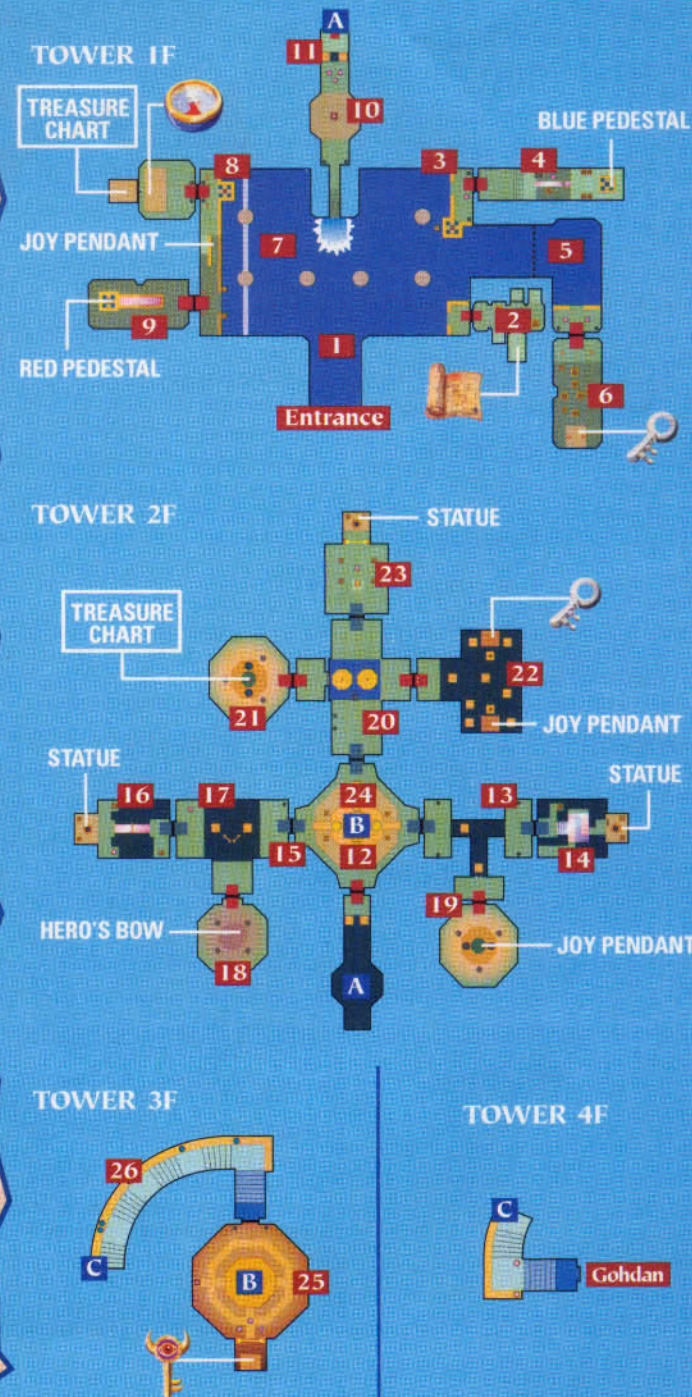 A
TOWER 1F
11
TREASURE
CHART
10
BLUE PEDESTAL
8
3
4
JOY PENDANT
7
5
9
2
1
RED PEDESTAL
6
Entrance
TOWER 2F
STATUE
23
TREASURE
CHART
22
21
20
JOY PENDANT
STATUE
STATUE
16
17
24
13
B
15
12
14
19
HERO'S BOW
JOY PENDANT
18
A
TOWER 3F
TOWER 4F
26
C
C
B
25
Gohdan